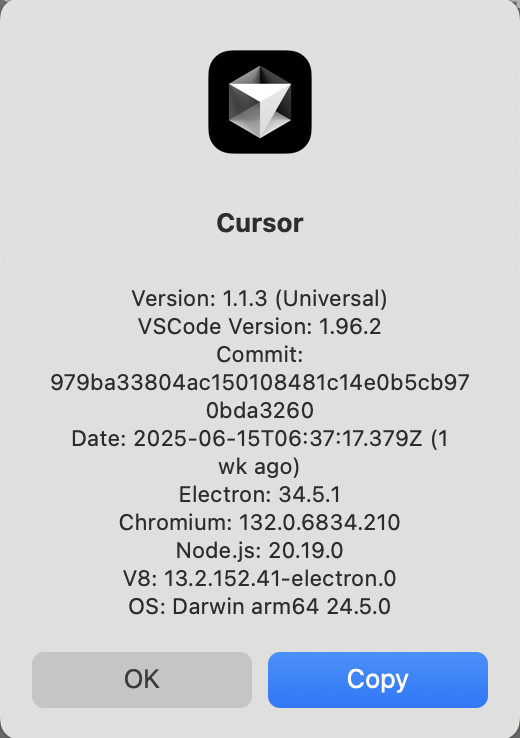 Cursor
Version: 1.1.3 (Universal)
VSCode Version: 1.96.2
Commit:
979ba33804ac150108481c14e0b5cb97
0bda3260
Date: 2025-06-15T06:37:17.379Z (1
wk ago)
Electron: 34.5.1
Chromium: 132.0.6834.210
Node.js: 20.19.0
V8: 13.2.152.41-electron.0
OS: Darwin arm64 24.5.0
OK
Copy